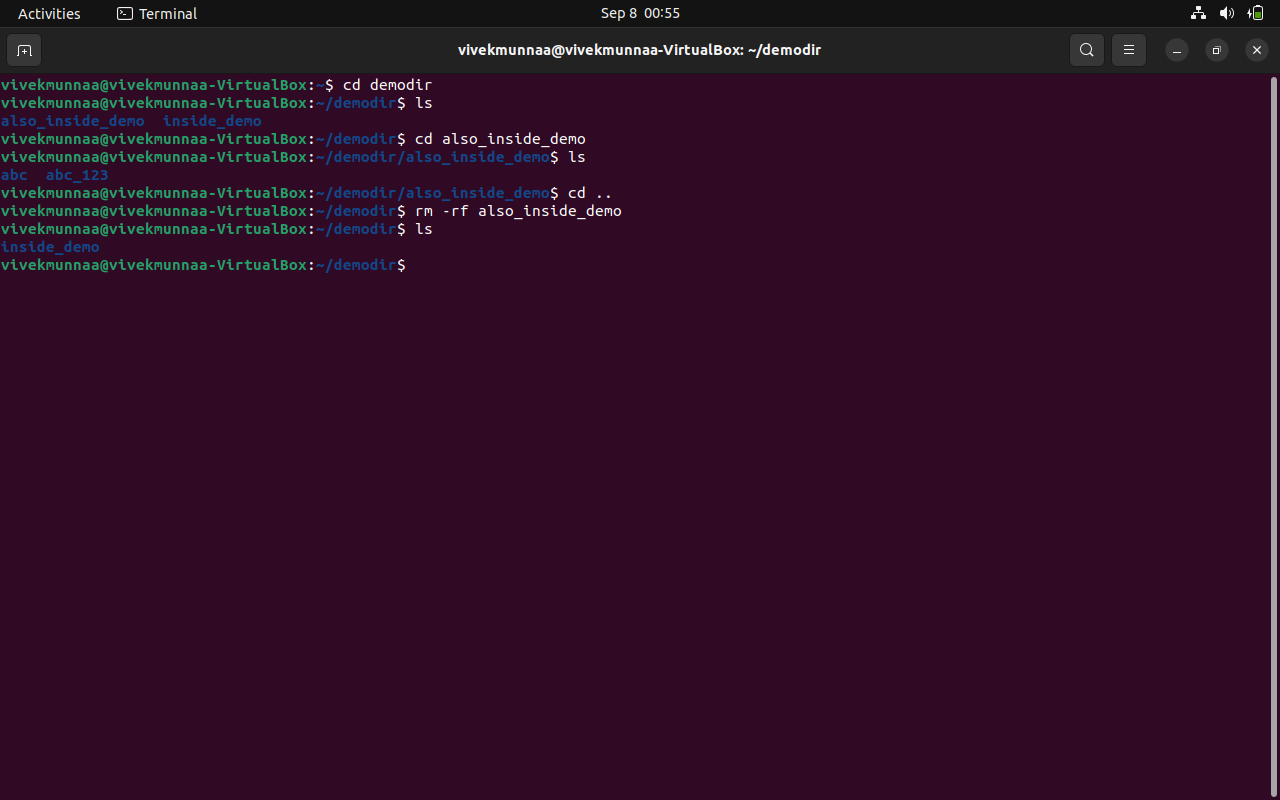 Activities Terminal Sep 8 00:55
vivekmunnaa@vivekmunnaa-VirtualBox: ~/demodir
vivekmunnaa@vivekmunnaa-VirtualBox:~$ cd demodir
vivekmunnaa@vivekmunnaa-VirtualBox:~/demodir$ ls
also_inside_demo  inside_demo
vivekmunnaa@vivekmunnaa-VirtualBox:~/demodir$ cd also_inside_demo
vivekmunnaa@vivekmunnaa-VirtualBox:~/demodir/also_inside_demo$ ls
abc  abc_123
vivekmunnaa@vivekmunnaa-VirtualBox:~/demodir/also_inside_demo$ cd ..
vivekmunnaa@vivekmunnaa-VirtualBox:~/demodir$ rm -rf also_inside_demo
vivekmunnaa@vivekmunnaa-VirtualBox:~/demodir$ ls
inside_demo
vivekmunnaa@vivekmunnaa-VirtualBox:~/demodir$